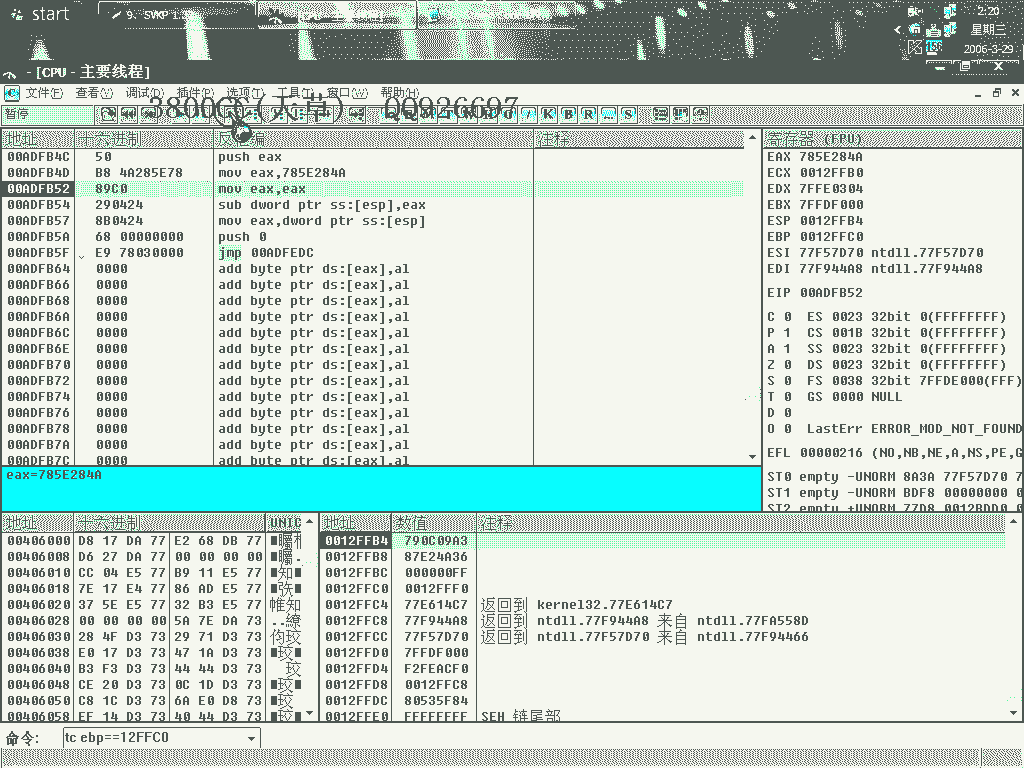 start
9. SVKP 1.
2:20
星期三
2006-3-29
- [CPU - 主要线程]
文件(F) 查看(V) 调试(D) 插件(P) 选项(T) 工具(I) 窗口(W) 帮助(H)
3800CC(天草) 00926697
暂停
地址 十六进制 反汇编 注释
00ADFB4C 50 push eax
00ADFB4D B8 4A285E78 mov eax,785E284A
00ADFB52 89C0 mov eax,eax
00ADFB54 290424 sub dword ptr ss:[esp],eax
00ADFB57 8B0424 mov eax,dword ptr ss:[esp]
00ADFB5A 68 00000000 push 0
00ADFB5F E9 78030000 jmp 00ADFEDC
00ADFB64 0000 add byte ptr ds:[eax],al
00ADFB66 0000 add byte ptr ds:[eax],al
00ADFB68 0000 add byte ptr ds:[eax],al
00ADFB6A 0000 add byte ptr ds:[eax],al
00ADFB6C 0000 add byte ptr ds:[eax],al
00ADFB6E 0000 add byte ptr ds:[eax],al
00ADFB70 0000 add byte ptr ds:[eax],al
00ADFB72 0000 add byte ptr ds:[eax],al
00ADFB74 0000 add byte ptr ds:[eax],al
00ADFB76 0000 add byte ptr ds:[eax],al
00ADFB78 0000 add byte ptr ds:[eax],al
00ADFB7A 0000 add byte ptr ds:[eax],al
00ADFB7C 0000 add byte ptr ds:[eax],al
eax=785E284A
寄存器 (FPU)
EAX 785E284A
ECX 0012FFB0
EDX 7FFE0304
EBX 7FFDF000
ESP 0012FFB4
EBP 0012FFC0
ESI 77F57D70 ntdll.77F57D70
EDI 77F944A8 ntdll.77F944A8
EIP 00ADFB52
C 0 ES 0023 32bit 0(FFFFFFFF)
P 1 CS 001B 32bit 0(FFFFFFFF)
A 1 SS 0023 32bit 0(FFFFFFFF)
Z 0 DS 0023 32bit 0(FFFFFFFF)
S 0 FS 0038 32bit 7FFDE000(FFF)
T 0 GS 0000 NULL
D 0
O 0 LastErr ERROR_MOD_NOT_FOUND
EFL 00000216 (NO,NB,NE,A,NS,PE,G
ST0 empty -UNORM 8A3A 77F57D70 7
ST1 empty -UNORM BDF8 00000000 0
ST2 empty +UNORM 77D8 0012BDD0 0
地址 十六进制 UNIC
00406000 D8 17 DA 77 E2 68 DB 77
00406008 D6 27 DA 77 00 00 00 00
00406010 CC 04 E5 77 B9 11 E5 77
00406018 7E 17 E4 77 86 AD E5 77
00406020 37 5E E5 77 32 B3 E5 77
00406028 00 00 00 00 5A 7E DA 73
00406030 28 4F D3 73 29 71 D3 73
00406038 E0 17 D3 73 47 1A D3 73
00406040 B3 F3 D3 73 44 44 D3 73
00406048 CE 20 D3 73 0C 1D D3 73
00406050 C8 1C D3 73 6A E0 D8 73
00406058 EF 14 D3 73 40 44 D3 73
地址 数值 注释
0012FFB4 790C09A3
0012FFB8 87E24A36
0012FFBC 000000FF
0012FFC0 0012FFF0
0012FFC4 77E614C7 返回到 kernel32.77E614C7
0012FFC8 77F944A8 返回到 ntdll.77F944A8 来自 ntdll.77FA558D
0012FFCC 77F57D70 返回到 ntdll.77F57D70 来自 ntdll.77F94466
0012FFD0 7FFDF000
0012FFD4 F2FEACF0
0012FFD8 0012FFC8
0012FFDC 80535F84
0012FFE0 FFFFFFFF SEH 链尾部
命令: tc ebp==12FFC0